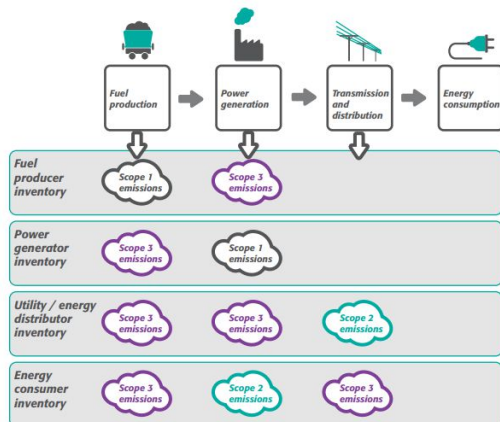 Fuel
production
Power
generation
Transmission
and
distribution
Energy
consumption
Fuel
producer
inventory
Scope 1
emissions
Scope 3
emissions
Power
generator
inventory
Scope 3
emissions
Scope 1
emissions
Utility / energy
distributor
inventory
Scope 3
emissions
Scope 3
emissions
Scope 2
emissions
Energy
consumer
inventory
Scope 3
emissions
Scope 2
emissions
Scope 3
emissions